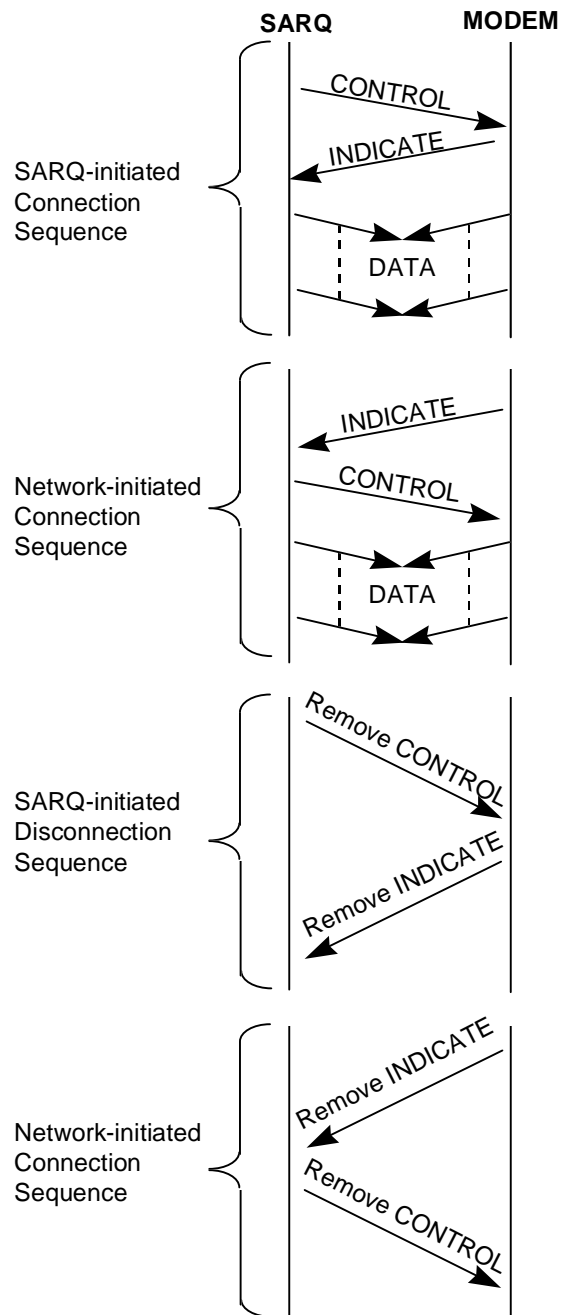 SARQ
MODEM
CONTROL
INDICATE
SARQ-initiated
Connection
Sequence
DATA
INDICATE
CONTROL
Network-initiated
Connection
Sequence
DATA
Remove CONTROL
SARQ-initiated
Disconnection
Sequence
Remove INDICATE
Remove INDICATE
Network-initiated
Connection
Sequence
Remove CONTROL